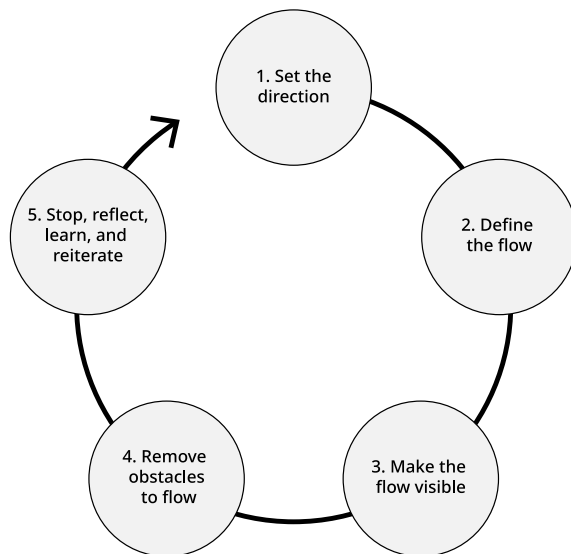 1. Set the
direction
2. Define
the flow
3. Make the
flow visible
4. Remove
obstacles
to flow
5. Stop, reflect,
learn, and
reiterate